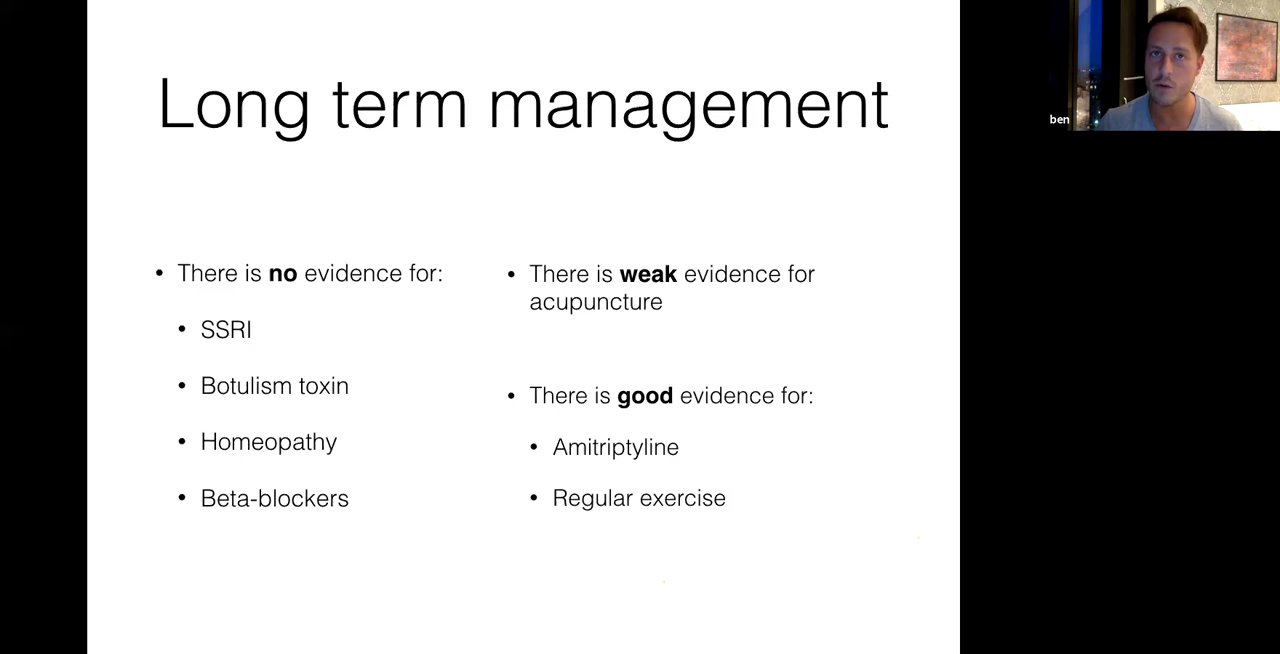 Long term management
• There is no evidence for:
• SSRI
• Botulism toxin
• Homeopathy
• Beta-blockers
• There is weak evidence for
acupuncture
• There is good evidence for:
• Amitriptyline
• Regular exercise
ben